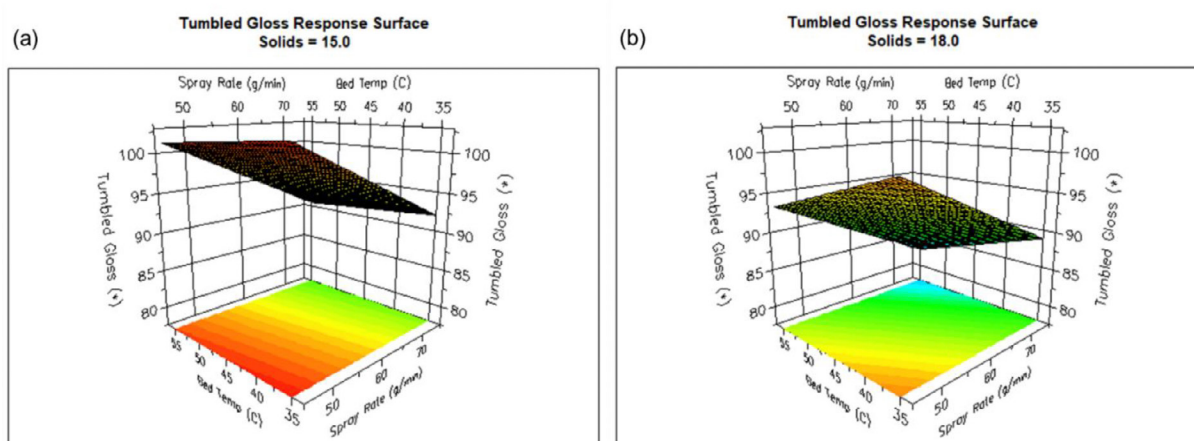 (a)
Tumbled Gloss Response Surface
Solids = 15.0
Spray Rate (g/min) Bed Temp (C)
50 60 70 55 50 45 40 35
100 100
95 95
90 90
85 85
80 80
Tumbled Gloss (*)
Tumbled Gloss (*)
55 50 45 40 35
50 60 70
Bed Temp (C)
Spray Rate (g/min)
(b)
Tumbled Gloss Response Surface
Solids = 18.0
Spray Rate (g/min) Bed Temp (C)
50 60 70 55 50 45 40 35
100 100
95 95
90 90
85 85
80 80
Tumbled Gloss (*)
Tumbled Gloss (*)
55 50 45 40 35
50 60 70
Bed Temp (C)
Spray Rate (g/min)